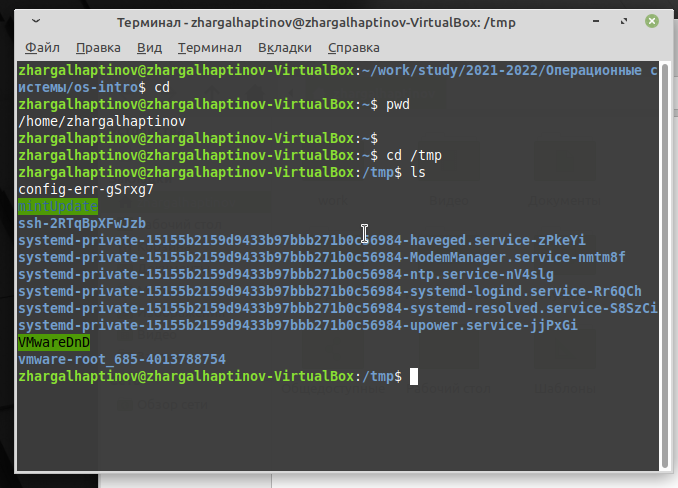 Терминал - zhargalhaptinov@zhargalhaptinov-VirtualBox: /tmp
Файл Правка Вид Терминал Вкладки Справка
zhargalhaptinov@zhargalhaptinov-VirtualBox:~/work/study/2021-2022/Операционные с
истемы/os-intro$ cd
zhargalhaptinov@zhargalhaptinov-VirtualBox:~$ pwd
/home/zhargalhaptinov
zhargalhaptinov@zhargalhaptinov-VirtualBox:~$
zhargalhaptinov@zhargalhaptinov-VirtualBox:~$ cd /tmp
zhargalhaptinov@zhargalhaptinov-VirtualBox:/tmp$ ls
config-err-gSrxg7
mintUpdate
ssh-2RTqBpXFwJzb
systemd-private-15155b2159d9433b97bbb271b0c56984-haveged.service-zPkeYi
systemd-private-15155b2159d9433b97bbb271b0c56984-ModemManager.service-nmtm8f
systemd-private-15155b2159d9433b97bbb271b0c56984-ntp.service-nV4slg
systemd-private-15155b2159d9433b97bbb271b0c56984-systemd-logind.service-Rr6QCh
systemd-private-15155b2159d9433b97bbb271b0c56984-systemd-resolved.service-S8SzCi
systemd-private-15155b2159d9433b97bbb271b0c56984-upower.service-jjPxGi
VMwareDnD
vmware-root_685-4013788754
zhargalhaptinov@zhargalhaptinov-VirtualBox:/tmp$